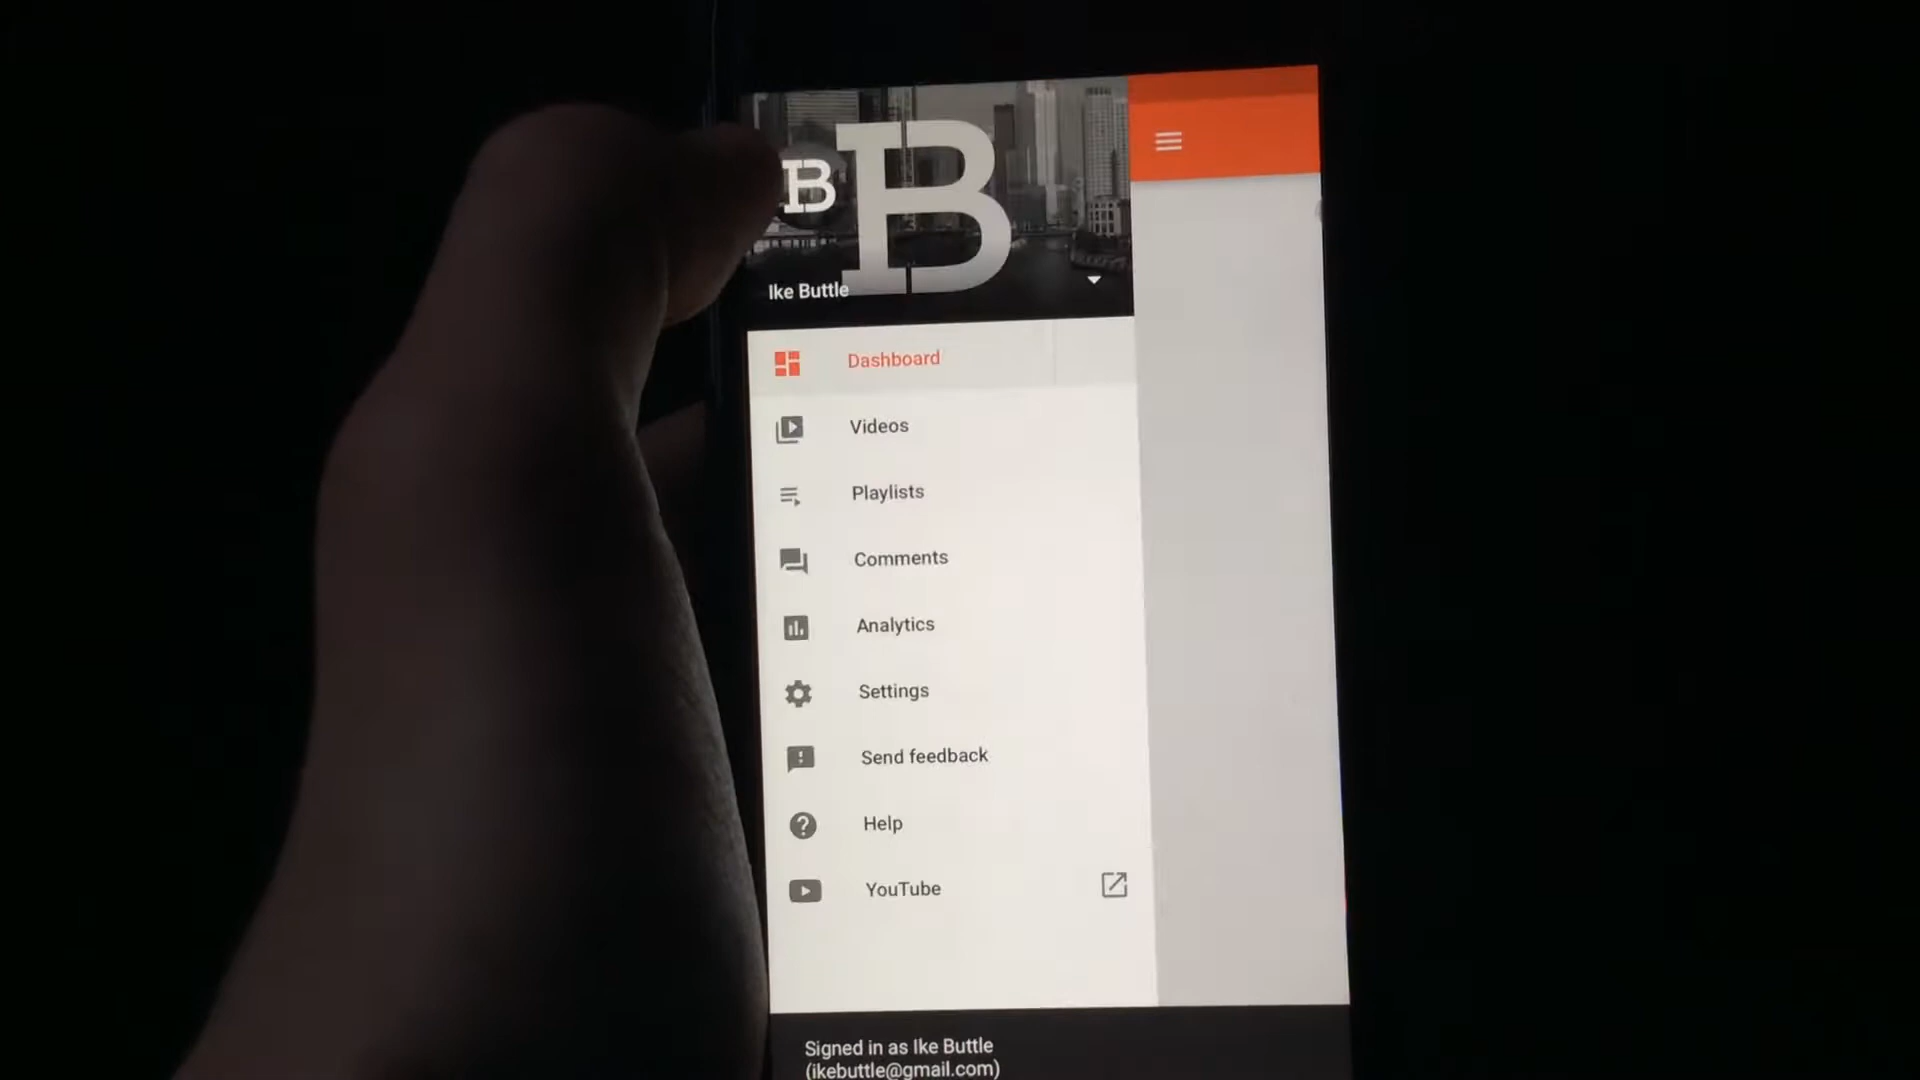 B
B
Ike Buttle
Dashboard
Videos
Playlists
Comments
Analytics
Settings
Send feedback
Help
YouTube
Signed in as Ike Buttle
(ikebuttle@gmail.com)